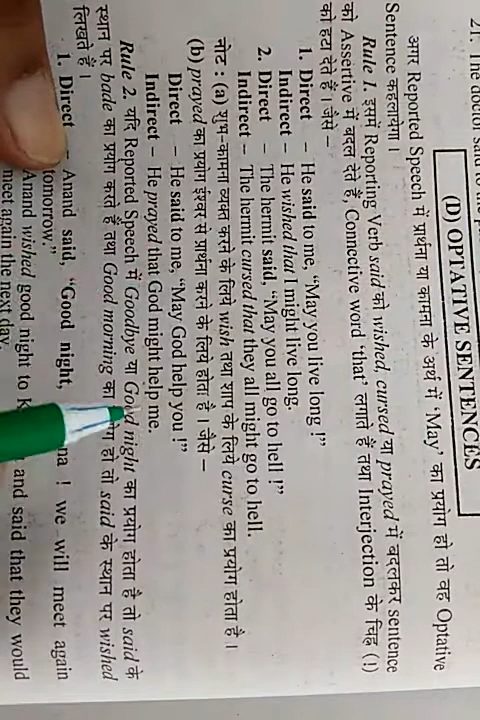 21. The doctor said to
(D) OPTATIVE SENTENCES
अगर Reported Speech में प्रार्थना या कामना के अर्थ में ‘May’ का प्रयोग हो तो वह Optative
Sentence कहलायेगा।
Rule 1. इसमें Reporting Verb said को wished, cursed या prayed में बदलकर sentence
को Assertive में बदल देते हैं, Connective word ‘that’ लगाते हैं तथा Interjection के चिह्न (!)
को हटा देते हैं। जैसे –
1. Direct – He said to me, “May you live long !”
Indirect – He wished that I might live long.
2. Direct – The hermit said, “May you all go to hell !”
Indirect – The hermit cursed that they all might go to hell.
नोट : (a) शुभ-कामना व्यक्त करने के लिये wish तथा शाप के लिये curse का प्रयोग होता है।
(b) prayed का प्रयोग ईश्वर से प्रार्थना करने के लिये होता है। जैसे –
Direct – He said to me, “May God help you !”
Indirect – He prayed that God might help me.
Rule 2. यदि Reported Speech में Goodbye या Good night का प्रयोग होता है तो said के
स्थान पर bade का प्रयोग करते हैं तथा Good morning का हो तो said के स्थान पर wished
लिखते हैं।
1. Direct – Anand said, “Good night, na ! we will meet again
tomorrow.”
Anand wished good night to and said that they would
meet again the next day.